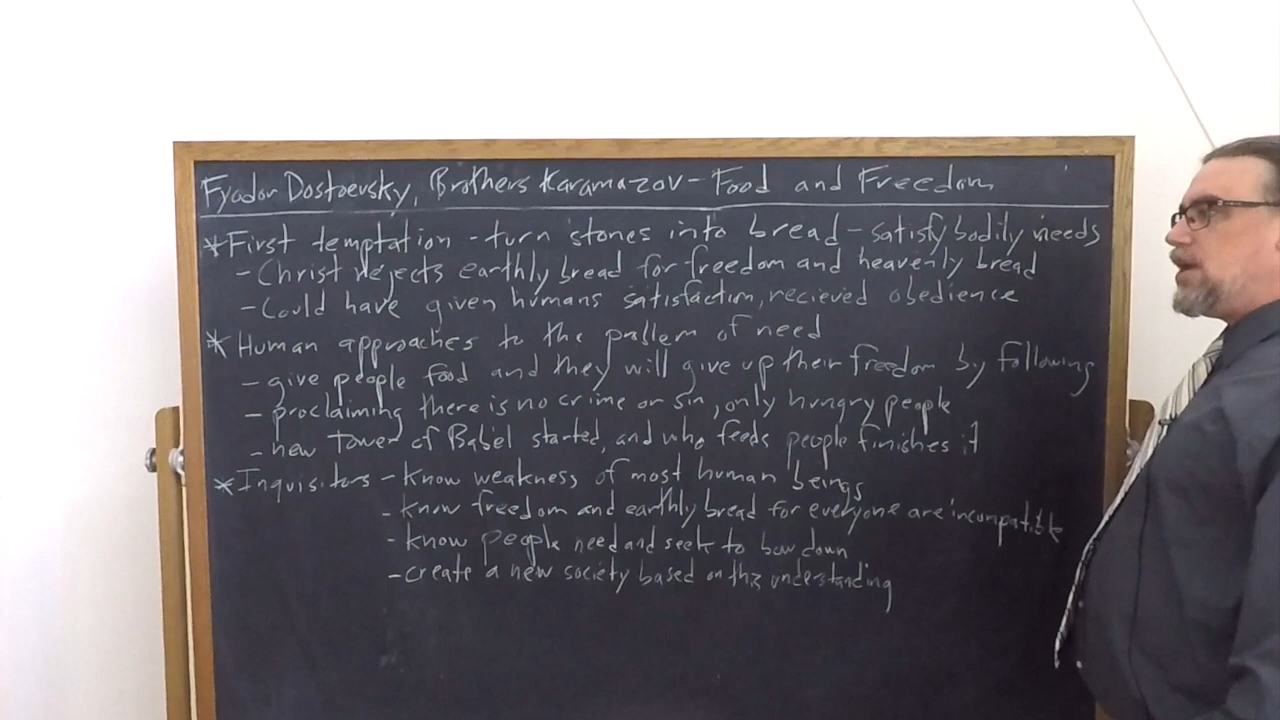 Fyodor Dostoevsky, Brothers Karamazov - Food and Freedom
* First temptation - turn stones into bread - satisfy bodily needs
- Christ rejects earthly bread for freedom and heavenly bread
- Could have given humans satisfaction, recieved obedience
* Human approaches to the problem of need
- give people food and they will give up their freedom by following
- proclaiming there is no crime or sin, only hungry people
- new Tower of Babel started, and who feeds people finishes it
* Inquisitors - know weakness of most human beings
- know freedom and earthly bread for everyone are incompatible
- know people need and seek to bow down
- create a new society based on this understanding